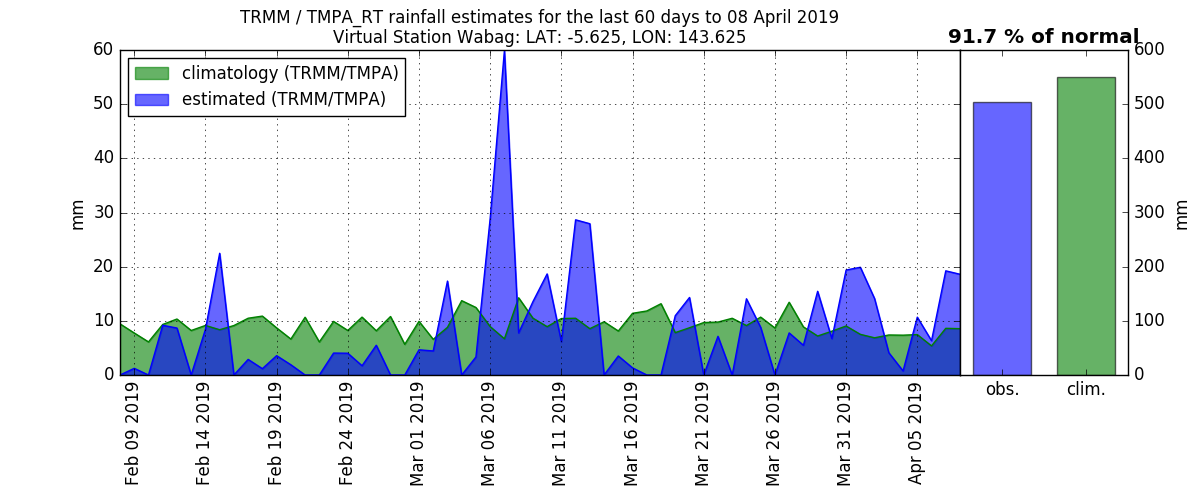 TRMM / TMPA_RT rainfall estimates for the last 60 days to 08 April 2019
Virtual Station Wabag: LAT: -5.625, LON: 143.625
91.7 % of normal
climatology (TRMM/TMPA)
estimated (TRMM/TMPA)
60
50
40
30
20
10
0
mm
600
500
400
300
200
100
0
mm
Feb 09 2019
Feb 14 2019
Feb 19 2019
Feb 24 2019
Mar 01 2019
Mar 06 2019
Mar 11 2019
Mar 16 2019
Mar 21 2019
Mar 26 2019
Mar 31 2019
Apr 05 2019
obs.
clim.